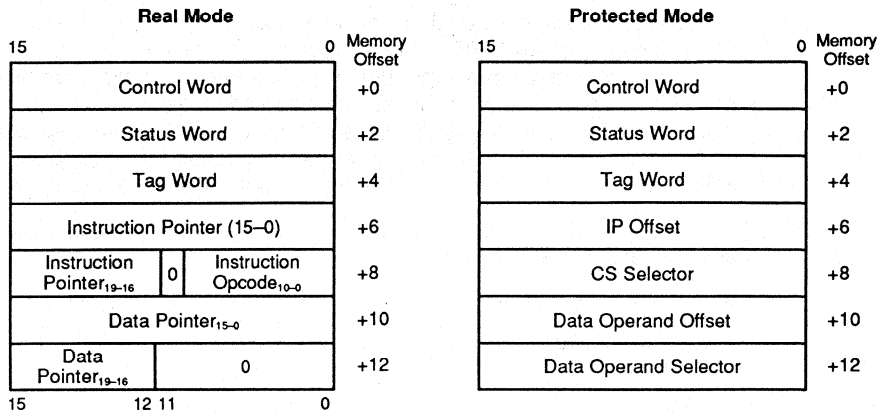 Real Mode Protected Mode
15 0 Memory Offset 15 0 Memory Offset
Control Word +0 Control Word +0
Status Word +2 Status Word +2
Tag Word +4 Tag Word +4
Instruction Pointer (15–0) +6 IP Offset +6
Instruction Pointer19–16 0 Instruction Opcode10–0 +8 CS Selector +8
Data Pointer15–0 +10 Data Operand Offset +10
Data Pointer19–16 0 +12 Data Operand Selector +12
15 12 11 0